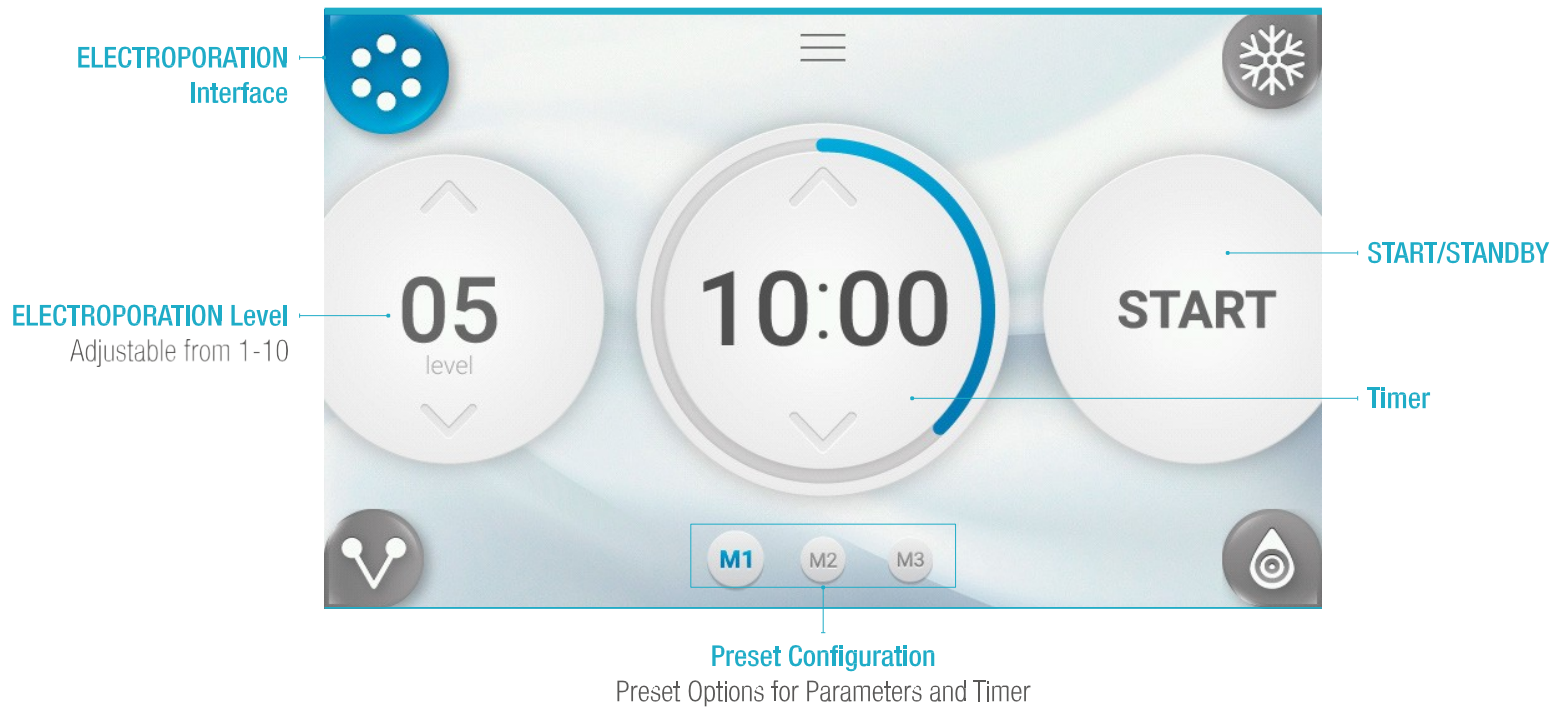 ELECTROPORATION
Interface
05
level
ELECTROPORATION Level
Adjustable from 1-10
10:00
START
START/STANDBY
Timer
M1 M2 M3
Preset Configuration
Preset Options for Parameters and Timer